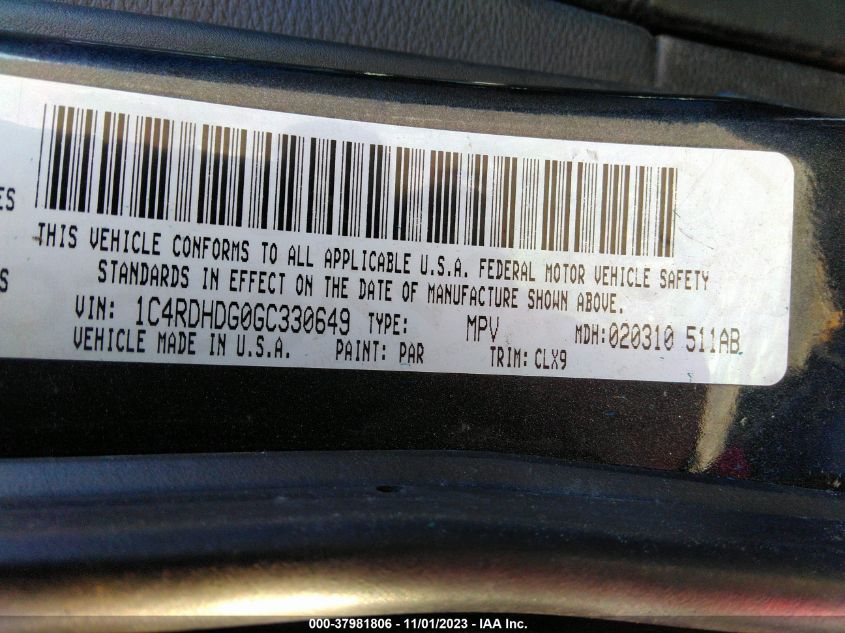 ES
THIS VEHICLE CONFORMS TO ALL APPLICABLE U.S.A. FEDERAL MOTOR VEHICLE SAFETY
S STANDARDS IN EFFECT ON THE DATE OF MANUFACTURE SHOWN ABOVE.
VIN: 1C4RDHDG0GC330649 TYPE: MPV MDH:020310 511AB
VEHICLE MADE IN U.S.A. PAINT: PAR TRIM: CLX9
000-37981806 - 11/01/2023 - IAA Inc.